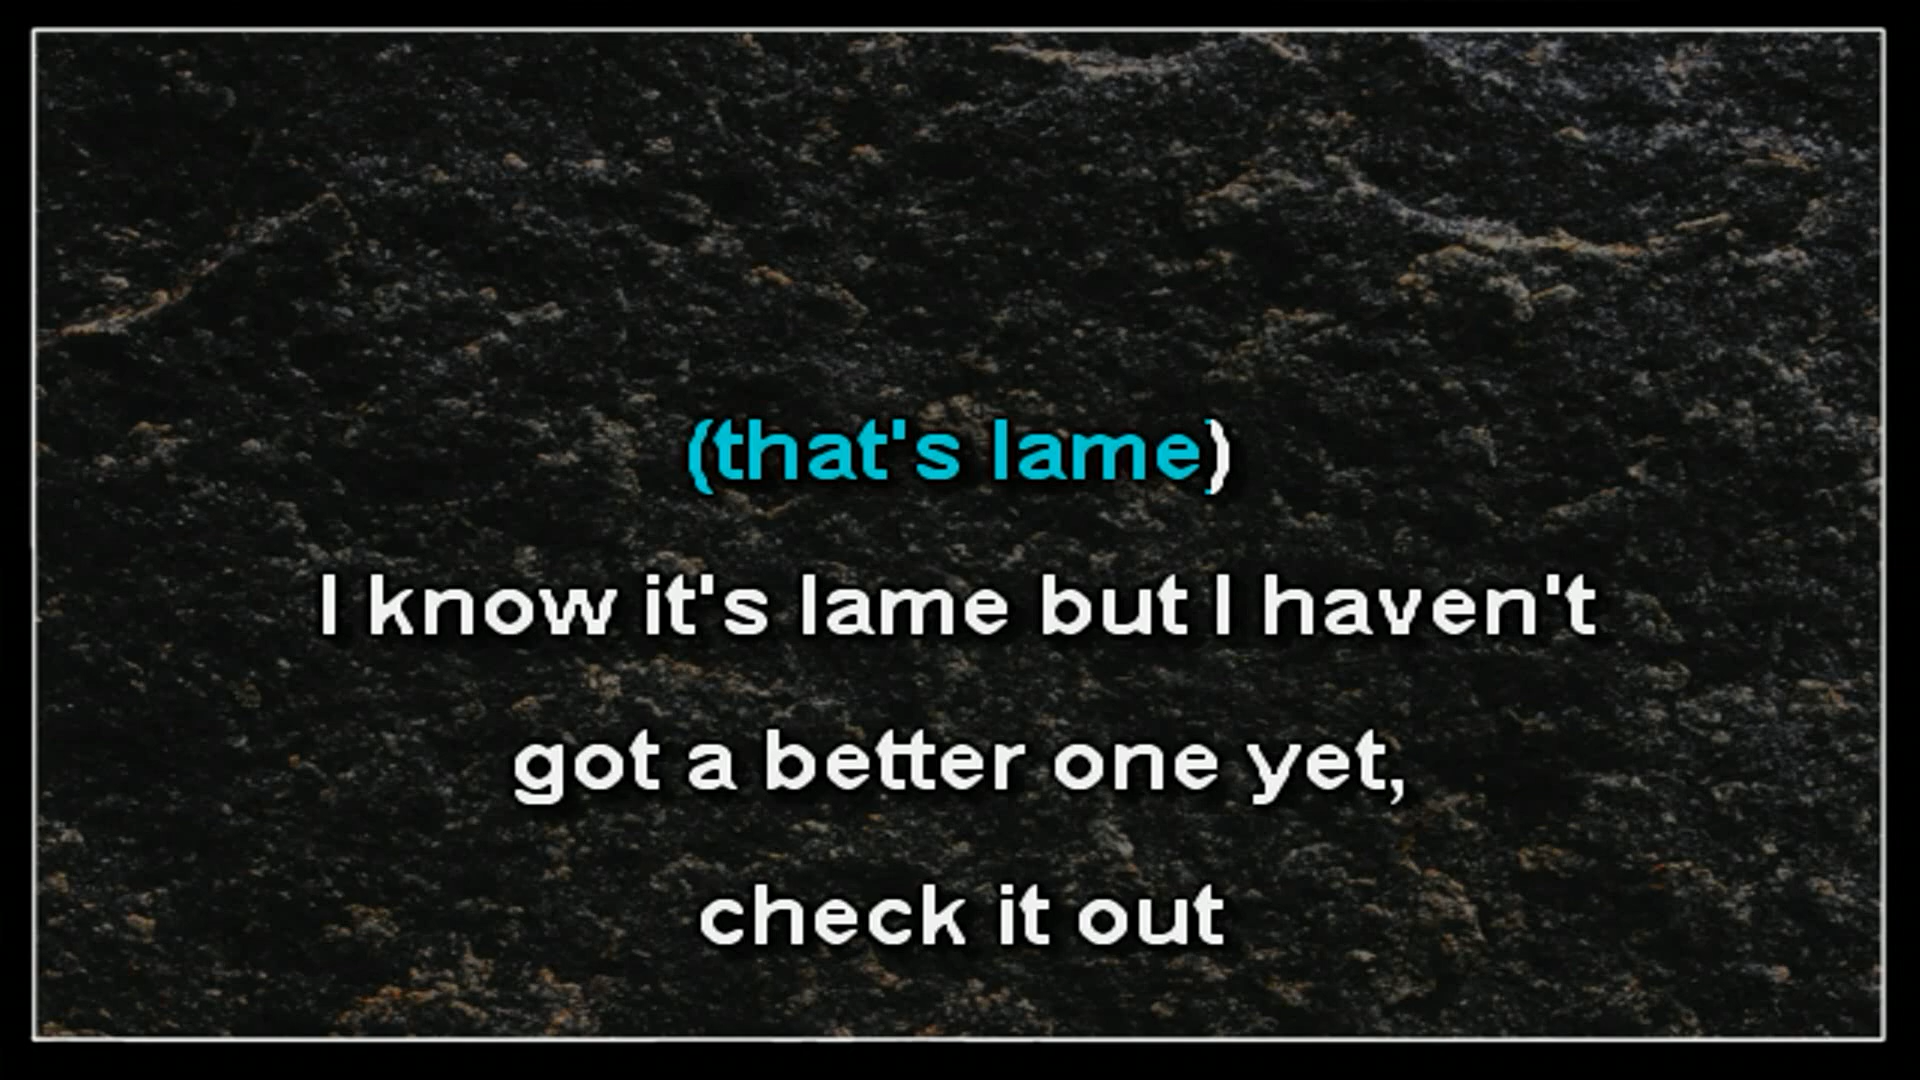 (that's lame)
I know it's lame but I haven't
got a better one yet,
check it out